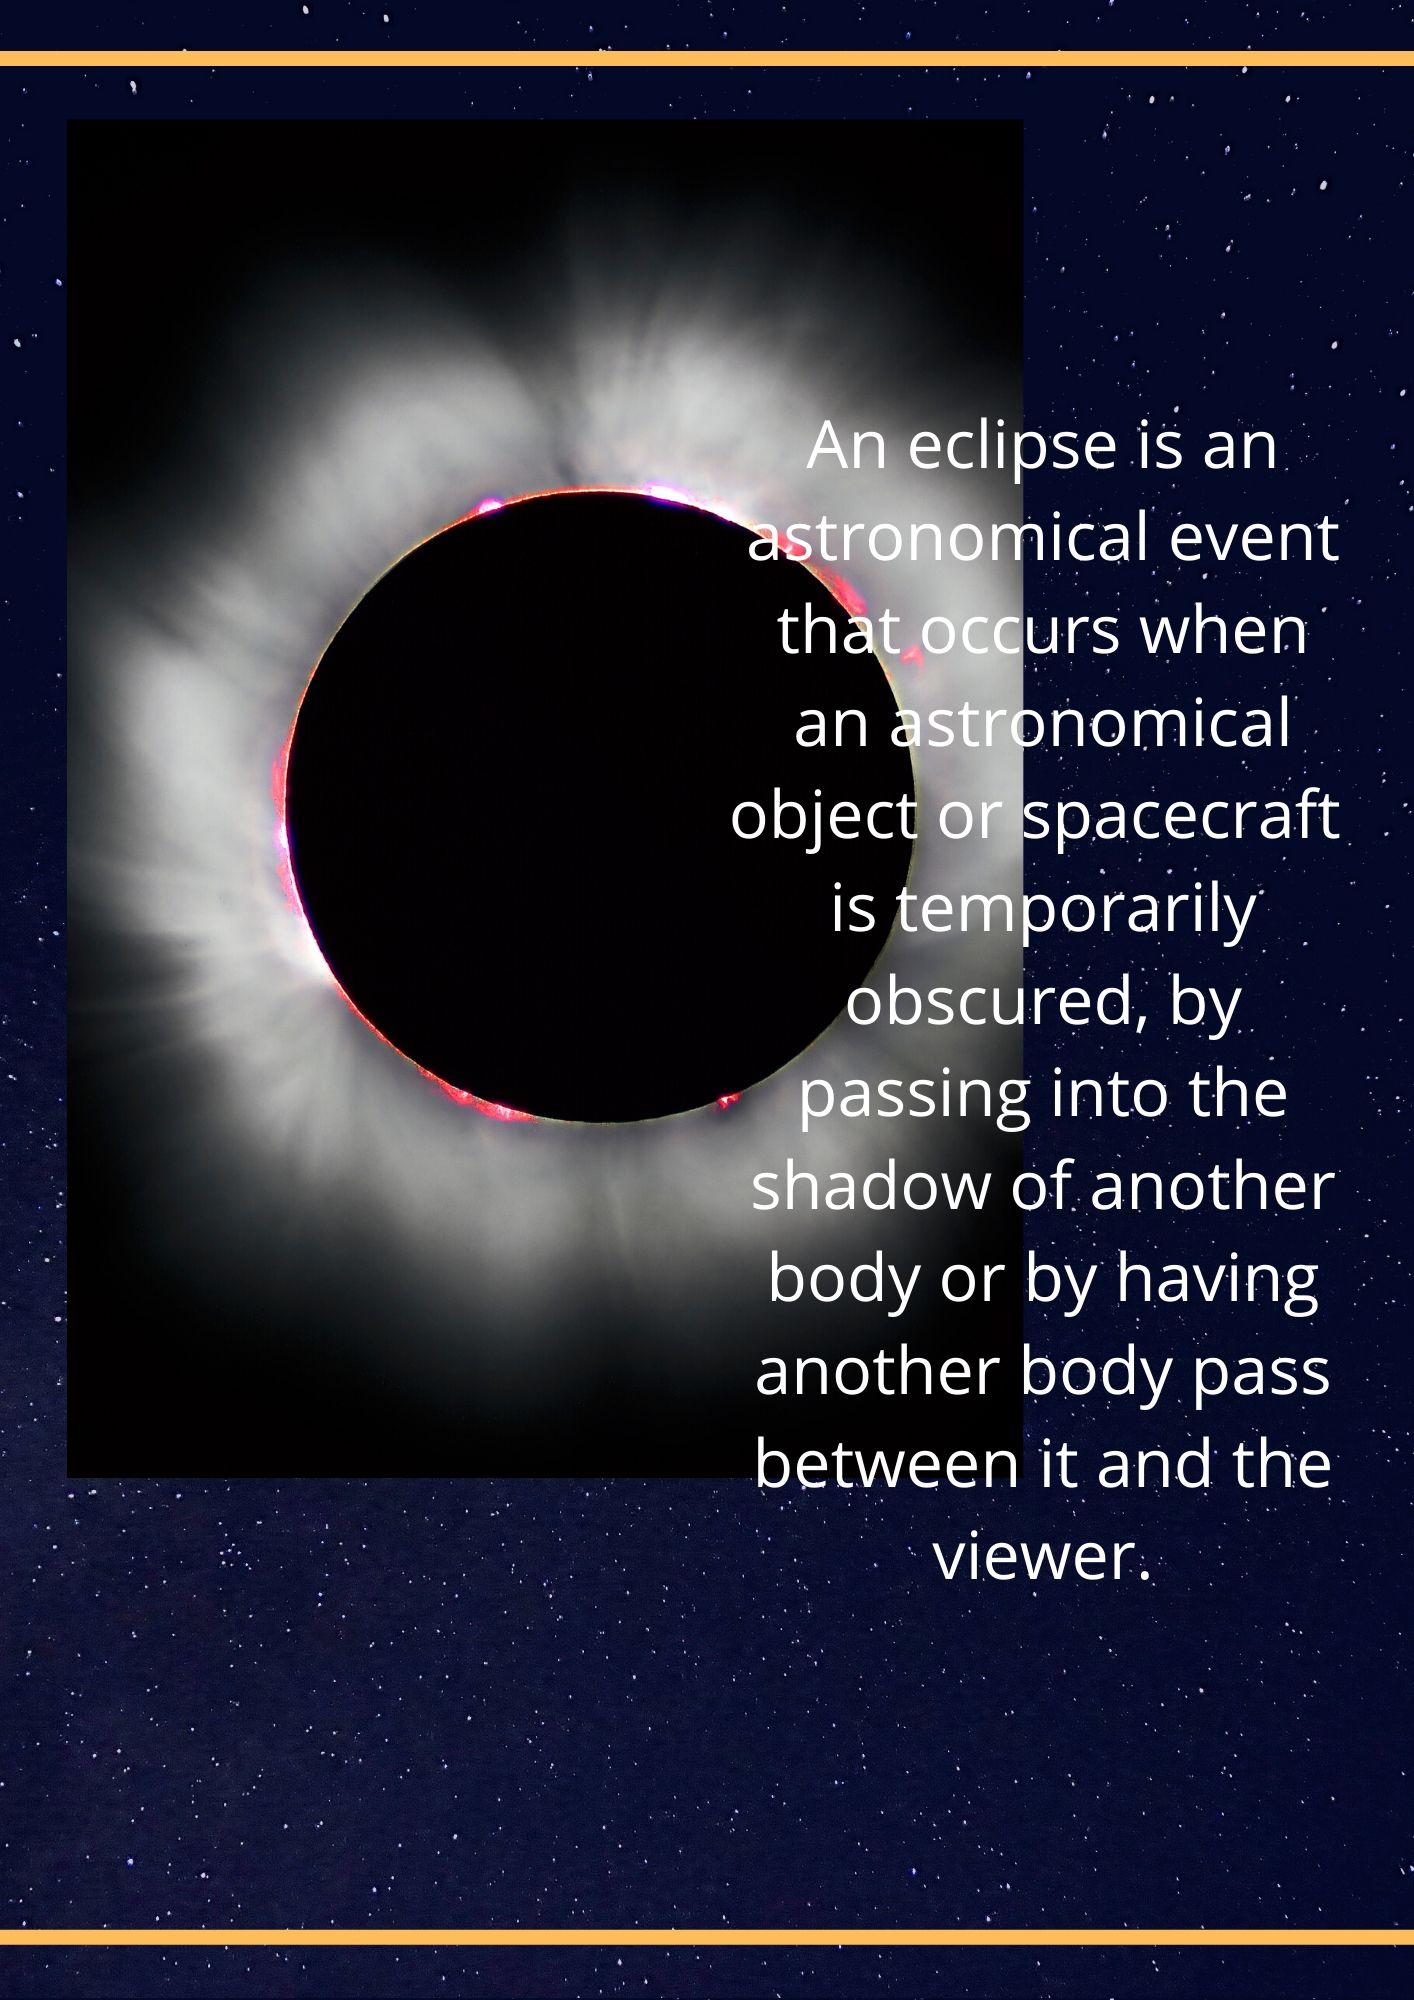 An eclipse is an
astronomical event
that occurs when
an astronomical
object or spacecraft
is temporarily
obscured, by
passing into the
shadow of another
body or by having
another body pass
between it and the
viewer.